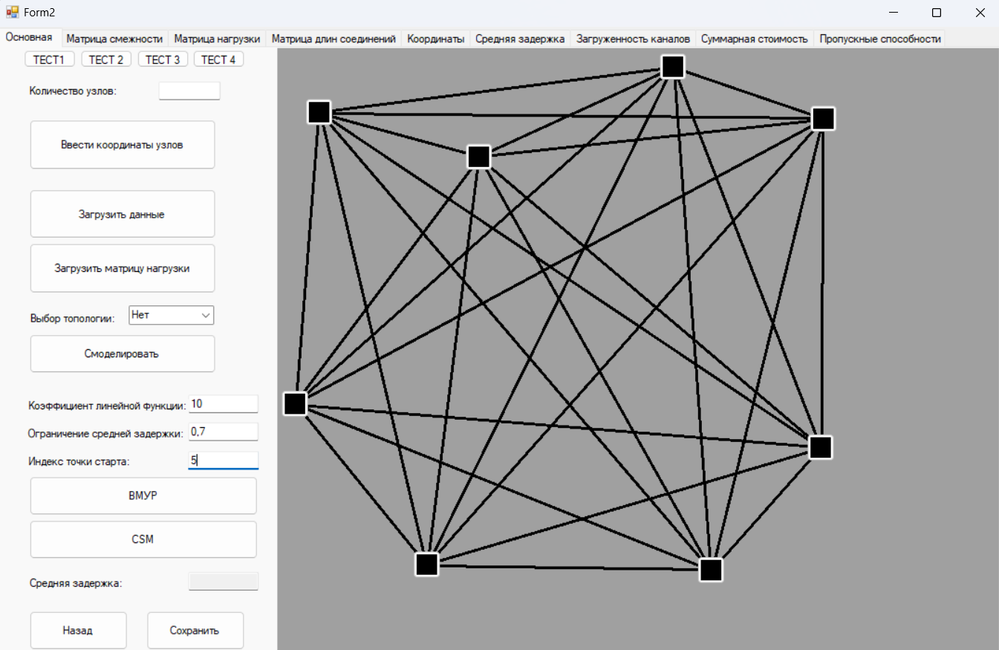 Form2
Основная Матрица смежности Матрица нагрузки Матрица длин соединений Координаты Средняя задержка Загруженность каналов Суммарная стоимость Пропускные способности
ТЕСТ1 ТЕСТ 2 ТЕСТ 3 ТЕСТ 4
Количество узлов:
Ввести координаты узлов
Загрузить данные
Загрузить матрицу нагрузки
Выбор топологии: Нет
Смоделировать
Коэффициент линейной функции: 10
Ограничение средней задержки: 0,7
Индекс точки старта: 5
ВМУР
CSM
Средняя задержка:
Назад Сохранить